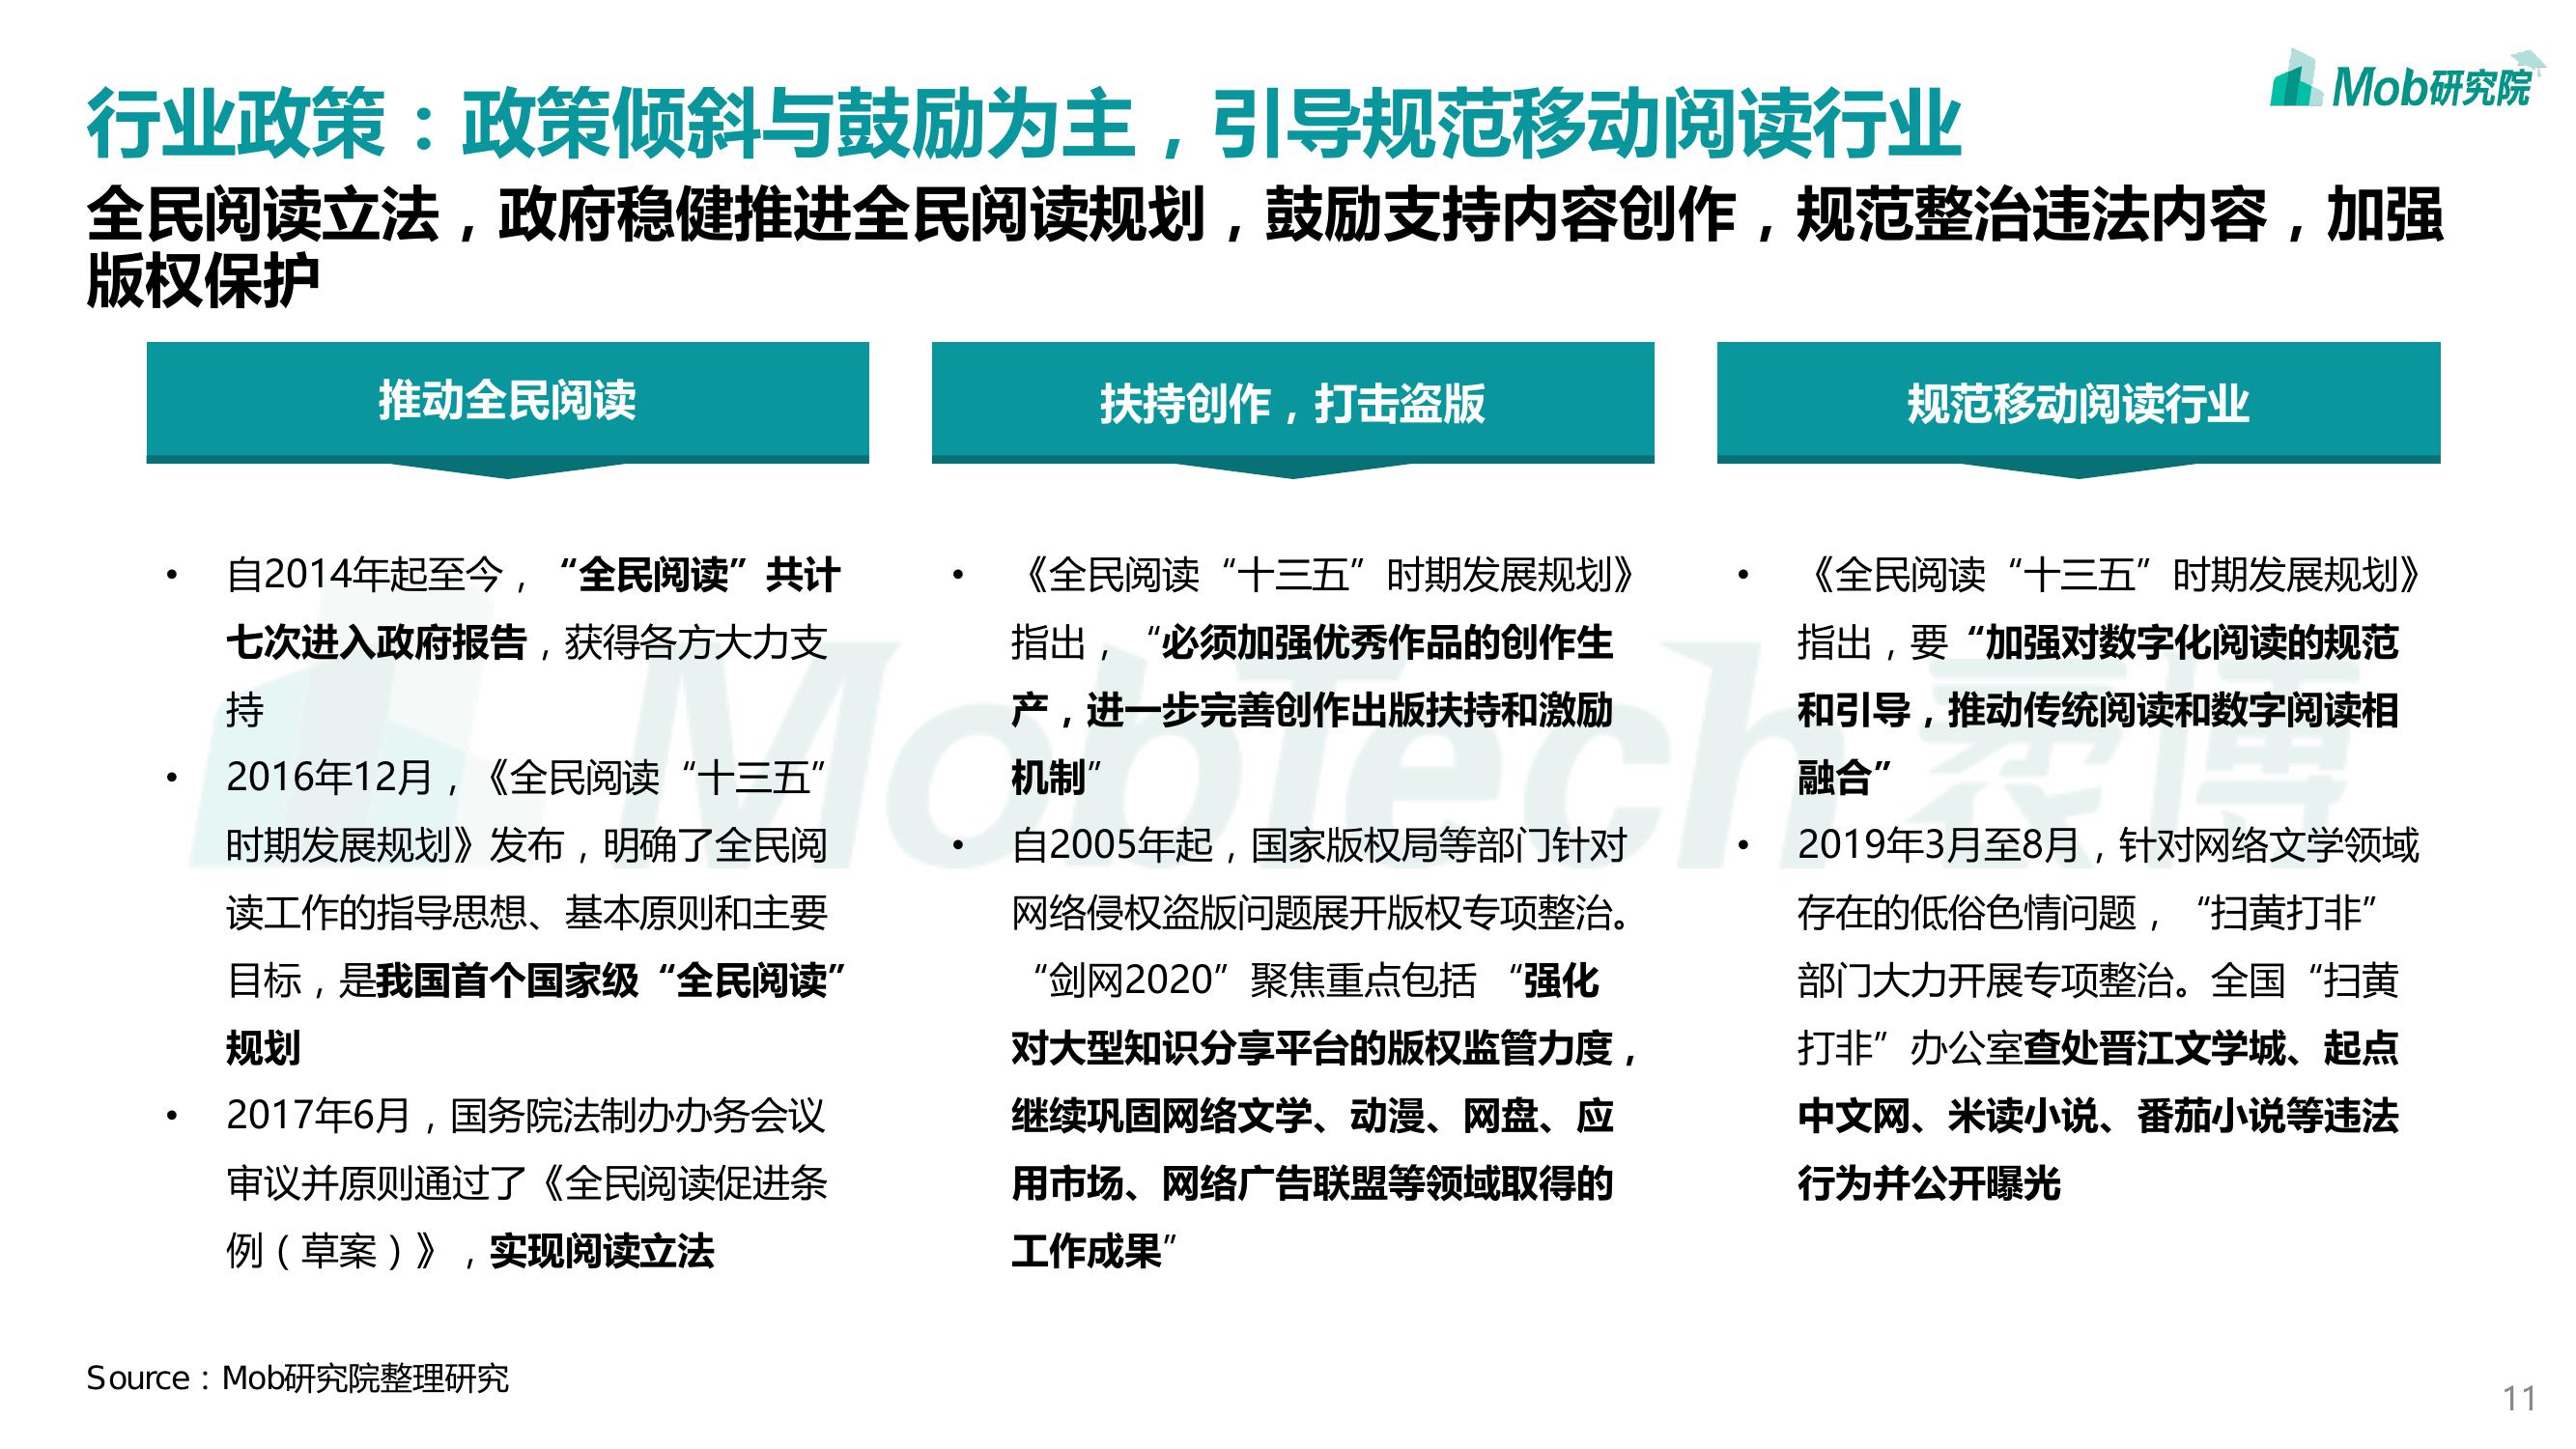 Mob研究院
行业政策：政策倾斜与鼓励为主，引导规范移动阅读行业
全民阅读立法，政府稳健推进全民阅读规划，鼓励支持内容创作，规范整治违法内容，加强
版权保护
推动全民阅读
• 自2014年起至今，“全民阅读”共计
七次进入政府报告，获得各方大力支
持
• 2016年12月，《全民阅读“十三五”
时期发展规划》发布，明确了全民阅
读工作的指导思想、基本原则和主要
目标，是我国首个国家级“全民阅读”
规划
• 2017年6月，国务院法制办办务会议
审议并原则通过了《全民阅读促进条
例（草案）》，实现阅读立法
扶持创作，打击盗版
• 《全民阅读“十三五”时期发展规划》
指出，“必须加强优秀作品的创作生
产，进一步完善创作出版扶持和激励
机制”
• 自2005年起，国家版权局等部门针对
网络侵权盗版问题展开版权专项整治。
“剑网2020”聚焦重点包括 “强化
对大型知识分享平台的版权监管力度，
继续巩固网络文学、动漫、网盘、应
用市场、网络广告联盟等领域取得的
工作成果”
规范移动阅读行业
• 《全民阅读“十三五”时期发展规划》
指出，要“加强对数字化阅读的规范
和引导，推动传统阅读和数字阅读相
融合”
• 2019年3月至8月，针对网络文学领域
存在的低俗色情问题，“扫黄打非”
部门大力开展专项整治。全国“扫黄
打非”办公室查处晋江文学城、起点
中文网、米读小说、番茄小说等违法
行为并公开曝光
MobTech 袤博
Source：Mob研究院整理研究
11